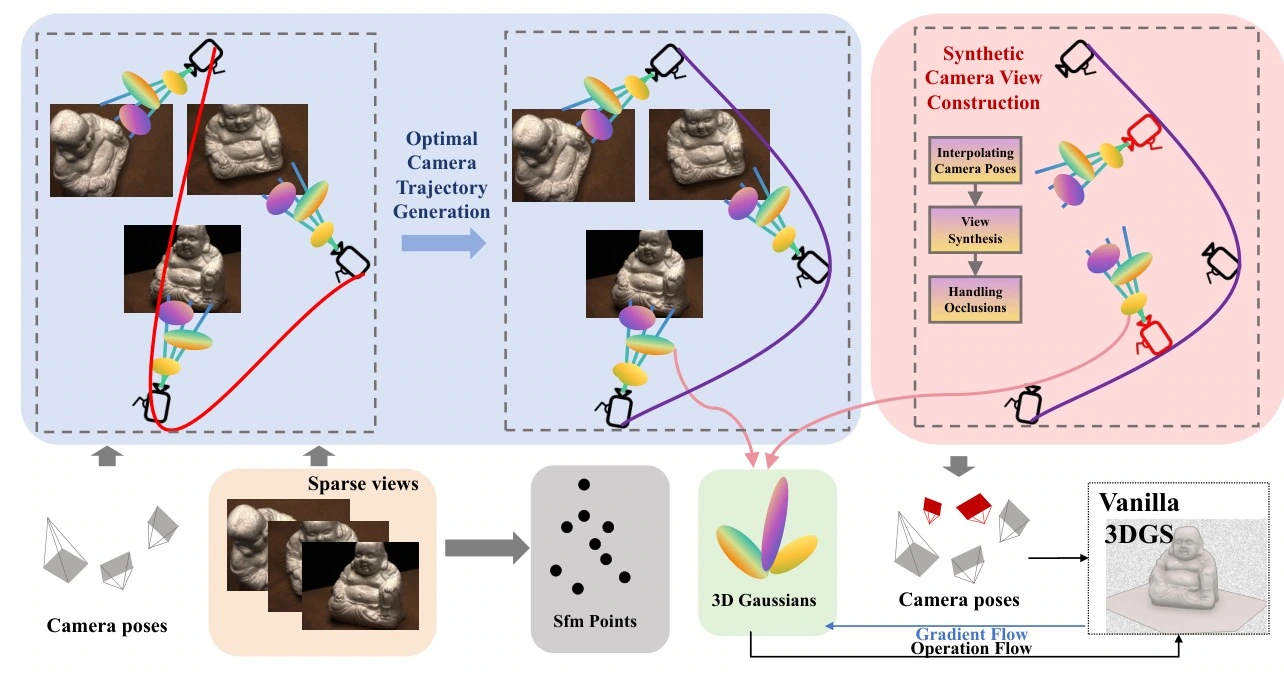 Optimal
Camera
Trajectory
Generation
Synthetic
Camera View
Construction
Interpolating
Camera Poses
View
Synthesis
Handling
Occlusions
Sparse views
Camera poses
Sfm Points
3D Gaussians
Camera poses
Vanilla
3DGS
Gradient Flow
Operation Flow